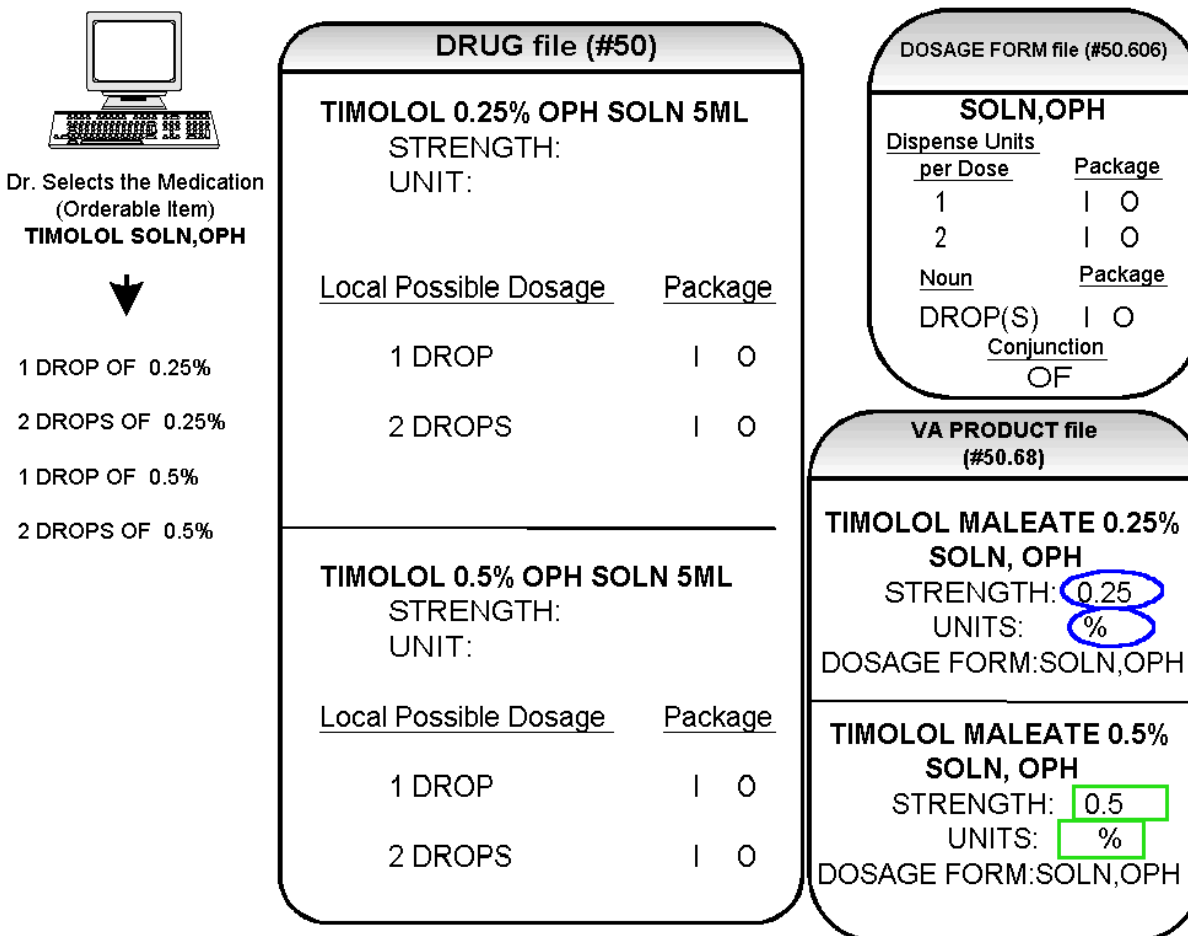 Dr. Selects the Medication
(Orderable Item)
TIMOLOL SOLN,OPH
1 DROP OF 0.25%
2 DROPS OF 0.25%
1 DROP OF 0.5%
2 DROPS OF 0.5%
DRUG file (#50)
TIMOLOL 0.25% OPH SOLN 5ML
STRENGTH:
UNIT:
Local Possible Dosage Package
1 DROP I O
2 DROPS I O
TIMOLOL 0.5% OPH SOLN 5ML
STRENGTH:
UNIT:
Local Possible Dosage Package
1 DROP I O
2 DROPS I O
DOSAGE FORM file (#50.606)
SOLN,OPH
Dispense Units
per Dose Package
1 I O
2 I O
Noun Package
DROP(S) I O
Conjunction
OF
VA PRODUCT file
(#50.68)
TIMOLOL MALEATE 0.25%
SOLN, OPH
STRENGTH: 0.25
UNITS: %
DOSAGE FORM:SOLN,OPH
TIMOLOL MALEATE 0.5%
SOLN, OPH
STRENGTH: 0.5
UNITS: %
DOSAGE FORM:SOLN,OPH